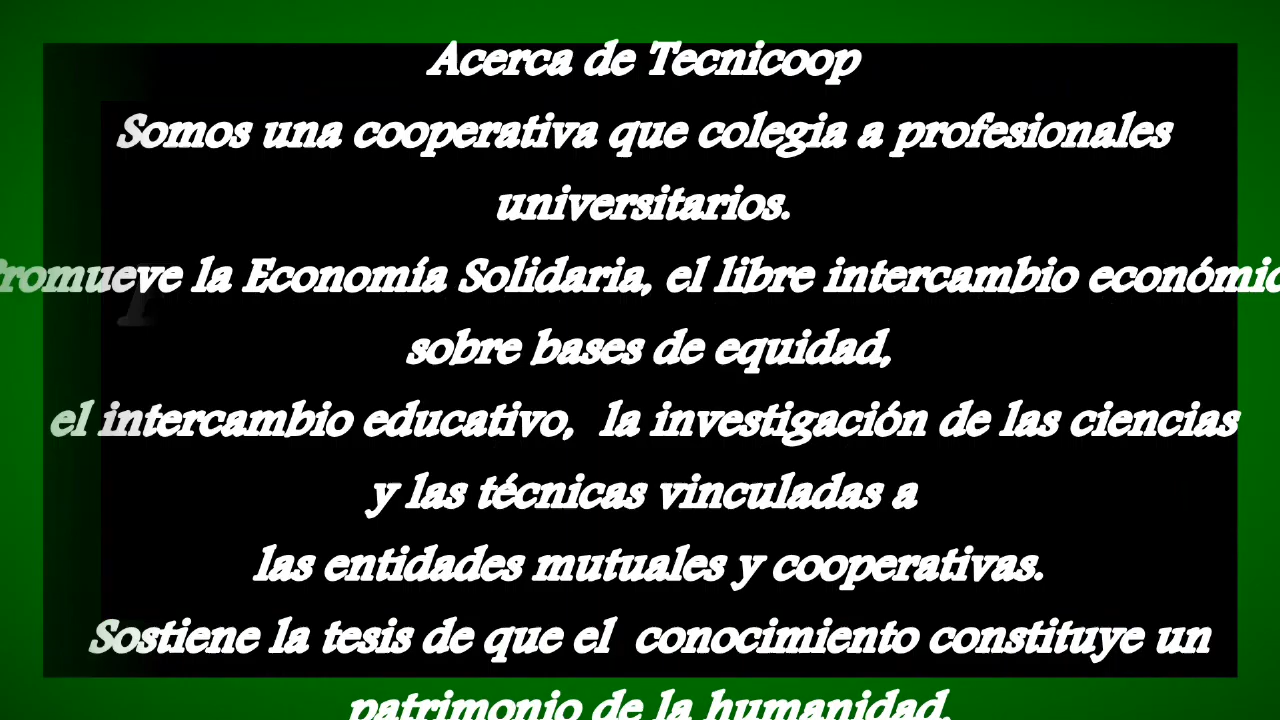 Acerca de Tecnicoop
Somos una cooperativa que colegia a profesionales
universitarios.
Promueve la Economía Solidaria, el libre intercambio económic
sobre bases de equidad,
el intercambio educativo, la investigación de las ciencias
y las técnicas vinculadas a
las entidades mutuales y cooperativas.
Sostiene la tesis de que el conocimiento constituye un
patrimonio de la humanidad.